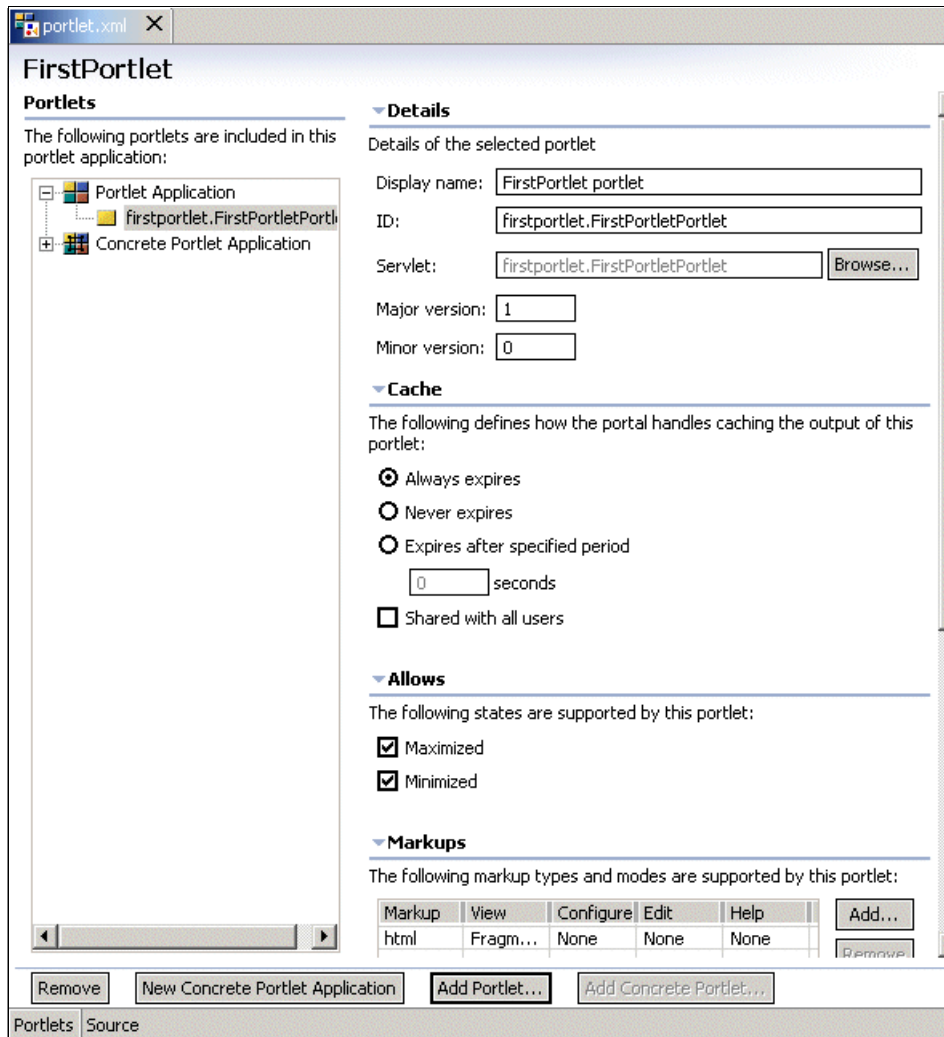 portlet.xml
FirstPortlet
Portlets
The following portlets are included in this
portlet application:
Portlet Application
firstportlet.FirstPortletPortl
Concrete Portlet Application
Details
Details of the selected portlet
Display name: FirstPortlet portlet
ID: firstportlet.FirstPortletPortlet
Servlet: firstportlet.FirstPortletPortlet Browse...
Major version: 1
Minor version: 0
Cache
The following defines how the portal handles caching the output of this
portlet:
Always expires
Never expires
Expires after specified period
0 seconds
Shared with all users
Allows
The following states are supported by this portlet:
Maximized
Minimized
Markups
The following markup types and modes are supported by this portlet:
Markup View Configure Edit Help Add...
html Fragm... None None None
Remove
Remove New Concrete Portlet Application Add Portlet... Add Concrete Portlet...
Portlets Source